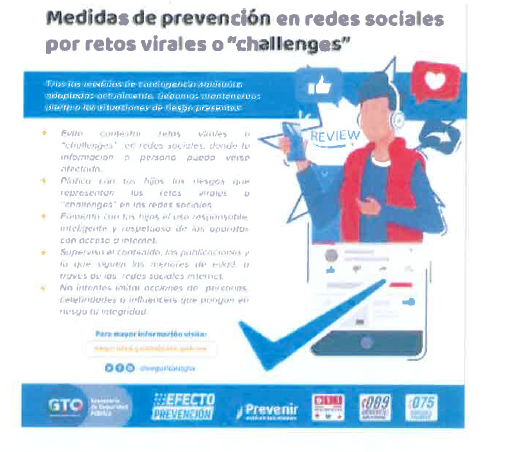 Medidas de prevención en redes sociales
por retos virales o "challenges"
Tras las medidas de contingencia sanitaria
adoptadas actualmente, debemos mantenernos
alerta a las situaciones de riesgo presentes
Evita contestar retos virales o
"challenges" en redes sociales, donde tu
información o persona pueda verse
afectada.
Platica con tus hijos los riesgos que
representan los retos virales o
"challenges" en las redes sociales.
Fomenta con tus hijos el uso responsable,
inteligente y respetuoso de los aparatos
con acceso a internet.
Supervisa el contenido, las publicaciones y
lo que siguen los menores de edad, a
través de las redes sociales internet.
No intentes imitar acciones de personas,
celebridades o influencers que pongan en
riesgo tu integridad.
REVIEW
Para mayor información visita:
GTO
Secretaría
de Seguridad
Pública
EFECTO
PREVENCIÓN
Prevenir
911
089
075